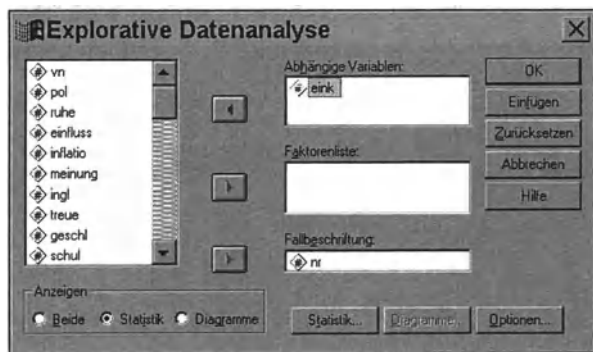 Explorative Datenanalyse
vn
pol
ruhe
einfluss
inflatio
meinung
ingl
treue
geschl
schul
Abhängige Variablen:
eink
Faktorenliste:
Fallbeschriftung:
nr
OK
Einfügen
Zurücksetzen
Abbrechen
Hilfe
Anzeigen
Beide Statistik Diagramme
Statistik... Diagramme... Optionen...